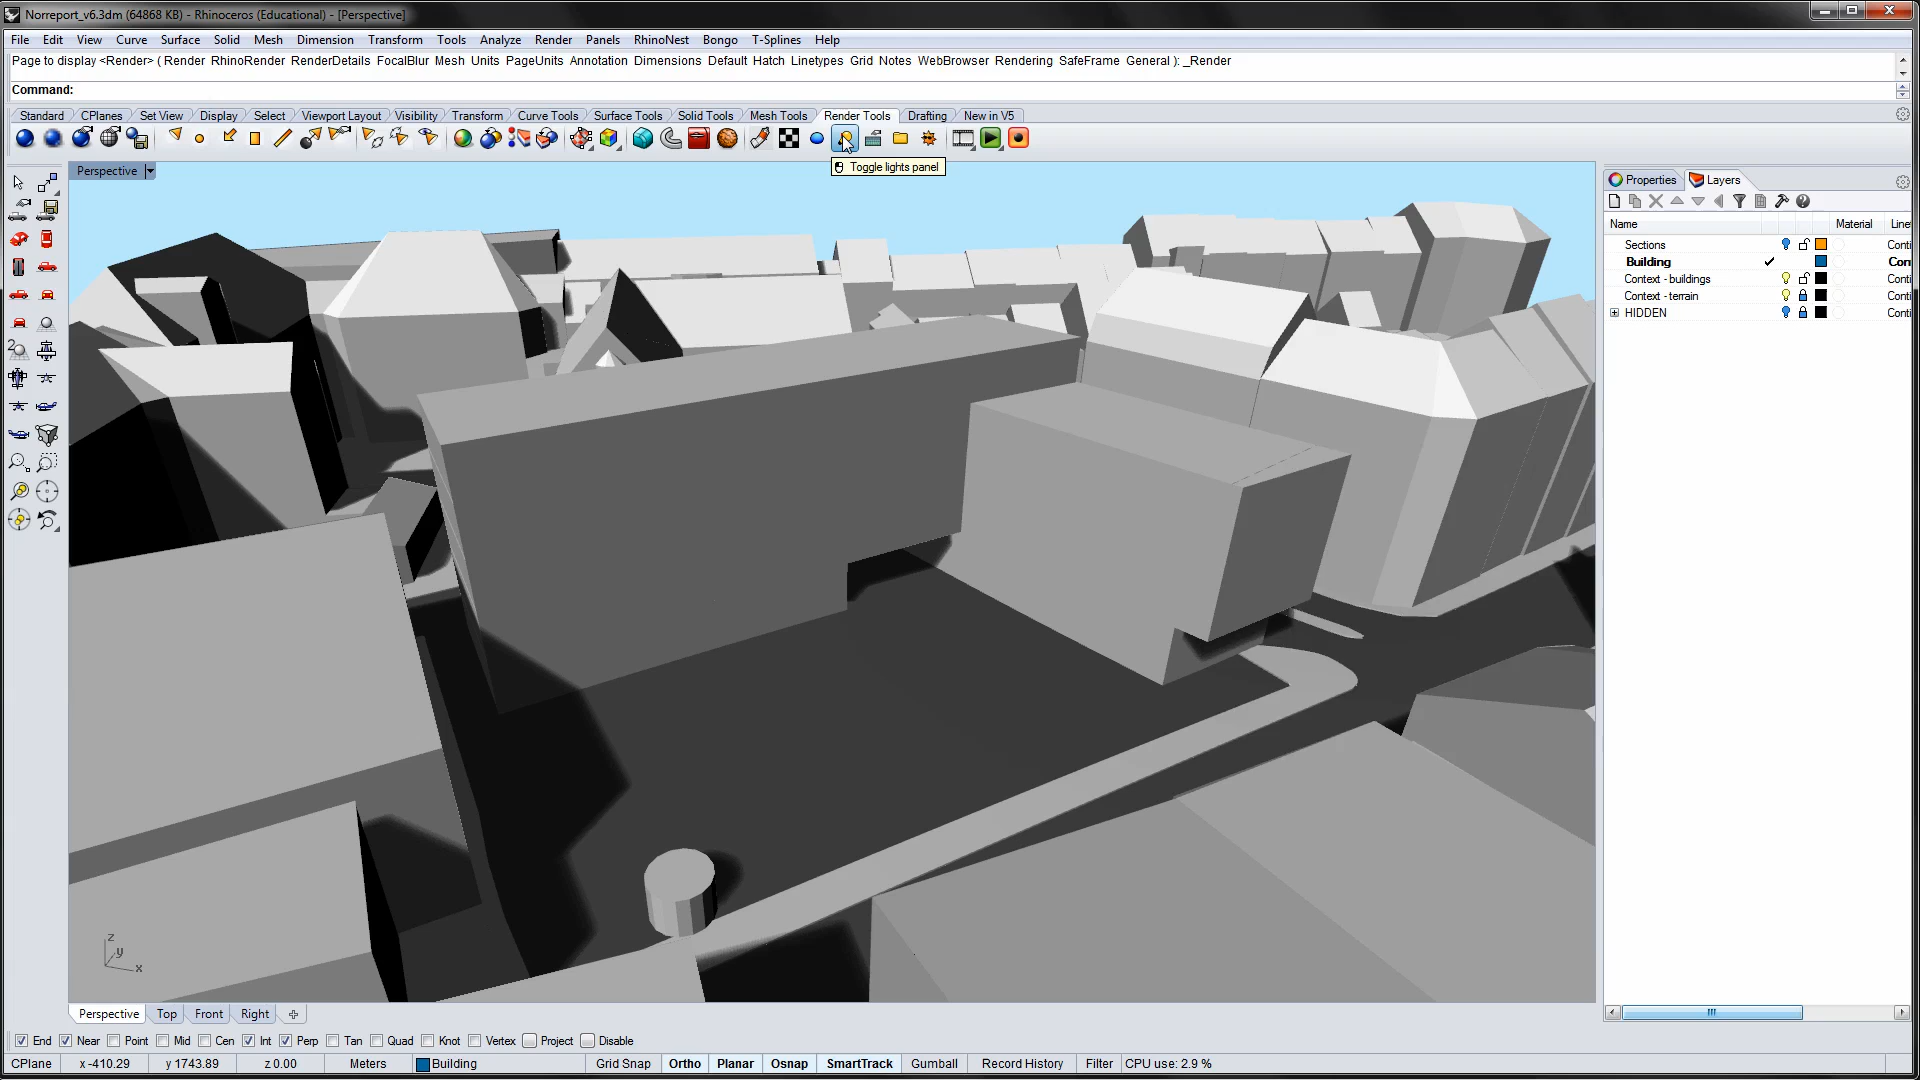 Norreport_v6.3dm (64868 KB) - Rhinoceros (Educational) - [Perspective]
File Edit View Curve Surface Solid Mesh Dimension Transform Tools Analyze Render Panels RhinoNest Bongo T-Splines Help
Page to display <Render> ( Render RhinoRender RenderDetails FocalBlur Mesh Units PageUnits Annotation Dimensions Default Hatch Linetypes Grid Notes WebBrowser Rendering SafeFrame General ): _Render
Command:
Standard CPlanes Set View Display Select Viewport Layout Visibility Transform Curve Tools Surface Tools Solid Tools Mesh Tools Render Tools Drafting New in V5
Toggle lights panel
Perspective
Properties Layers
Name Material Line
Sections Conti
Building Con
Context - buildings Conti
Context - terrain Conti
HIDDEN Conti
2
z
y
x
Perspective Top Front Right
End Near Point Mid Cen Int Perp Tan Quad Knot Vertex Project Disable
CPlane x -410.29 y 1743.89 z 0.00 Meters Building Grid Snap Ortho Planar Osnap SmartTrack Gumball Record History Filter CPU use: 2.9 %